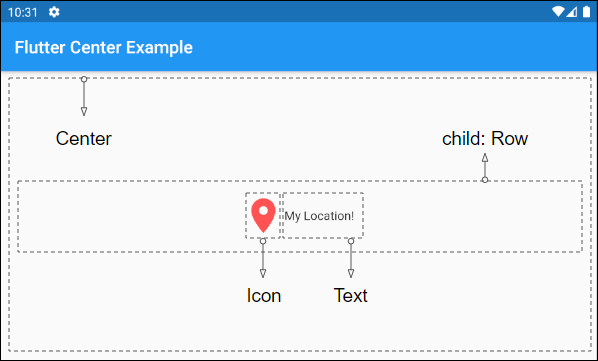 10:31
Flutter Center Example
Center
child: Row
My Location!
Icon
Text